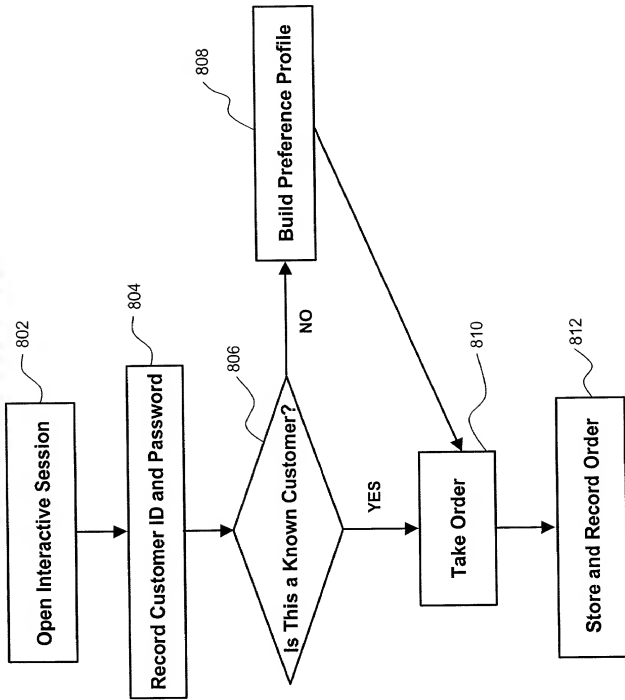 802
Open Interactive Session
804
Record Customer ID and Password
806
Is This a Known Customer?
NO
808
Build Preference Profile
YES
810
Take Order
812
Store and Record Order